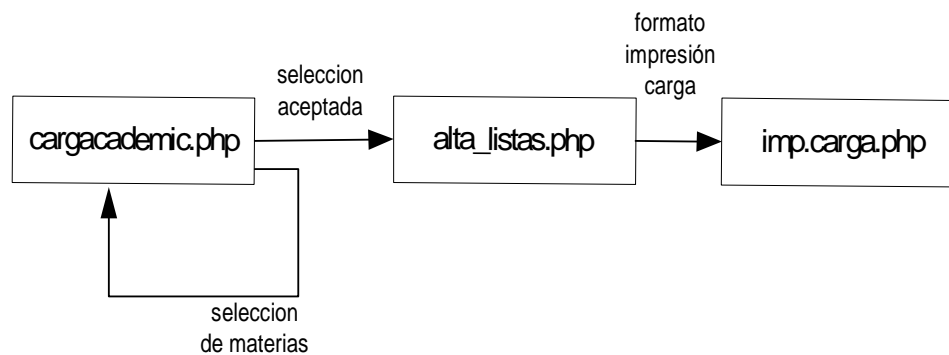 formato
impresión
carga
seleccion
aceptada
cargacademic.php
alta_listas.php
imp.carga.php
seleccion
de materias